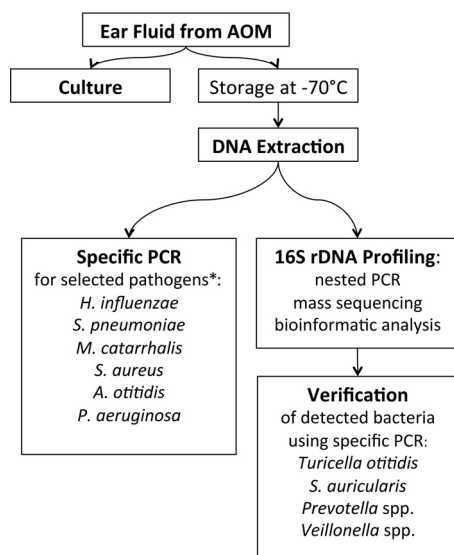 Ear Fluid from AOM
Culture
Storage at -70°C
DNA Extraction
Specific PCR
for selected pathogens*:
H. influenzae
S. pneumoniae
M. catarrhalis
S. aureus
A. otitidis
P. aeruginosa
16S rDNA Profiling:
nested PCR
mass sequencing
bioinformatic analysis
Verification
of detected bacteria
using specific PCR:
Turicella otitidis
S. auricularis
Prevotella spp.
Veillonella spp.